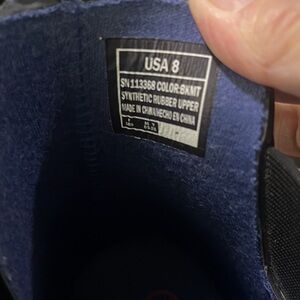 USA 8
SN 113368 COLOR:BKMT
SYNTHETIC RUBBER UPPER
MADE IN CHINA/HECHO EN CHINA